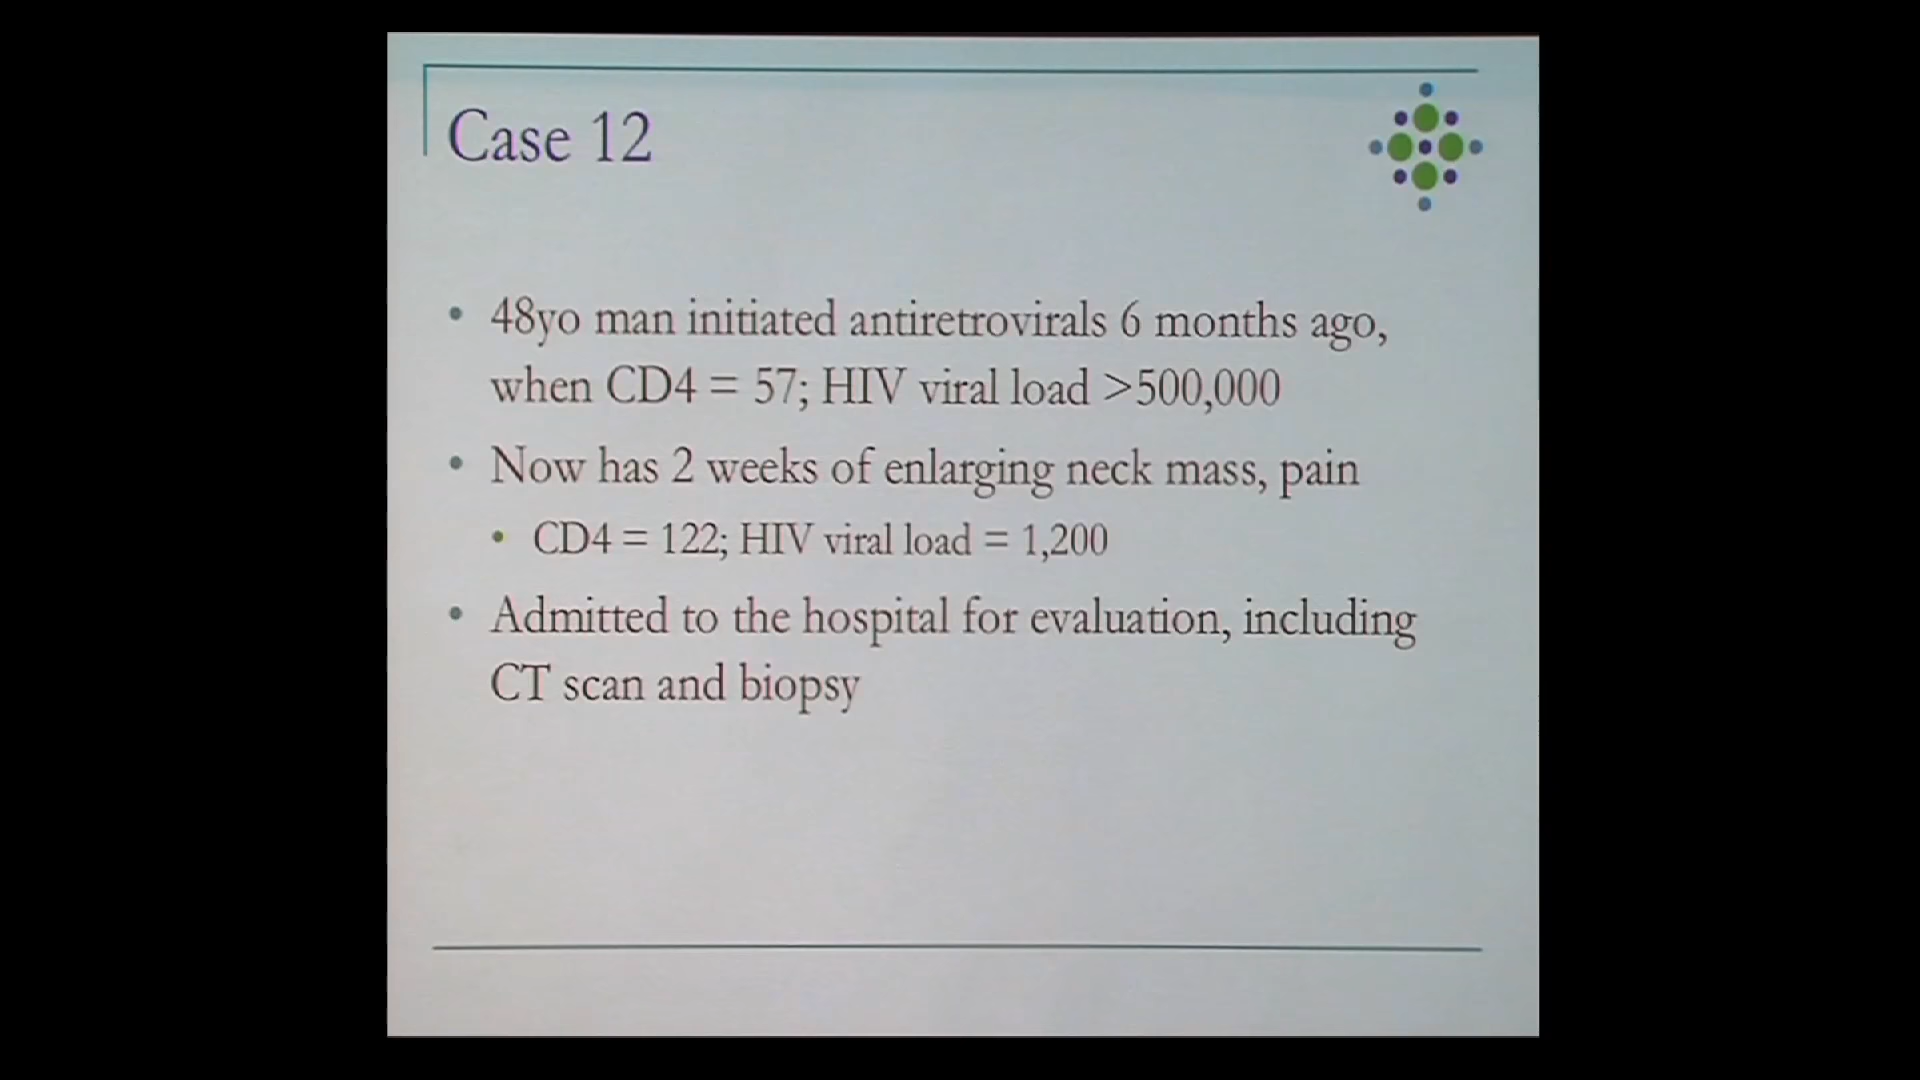 Case 12
• 48yo man initiated antiretrovirals 6 months ago,
when CD4 = 57; HIV viral load >500,000
• Now has 2 weeks of enlarging neck mass, pain
• CD4 = 122; HIV viral load = 1,200
• Admitted to the hospital for evaluation, including
CT scan and biopsy